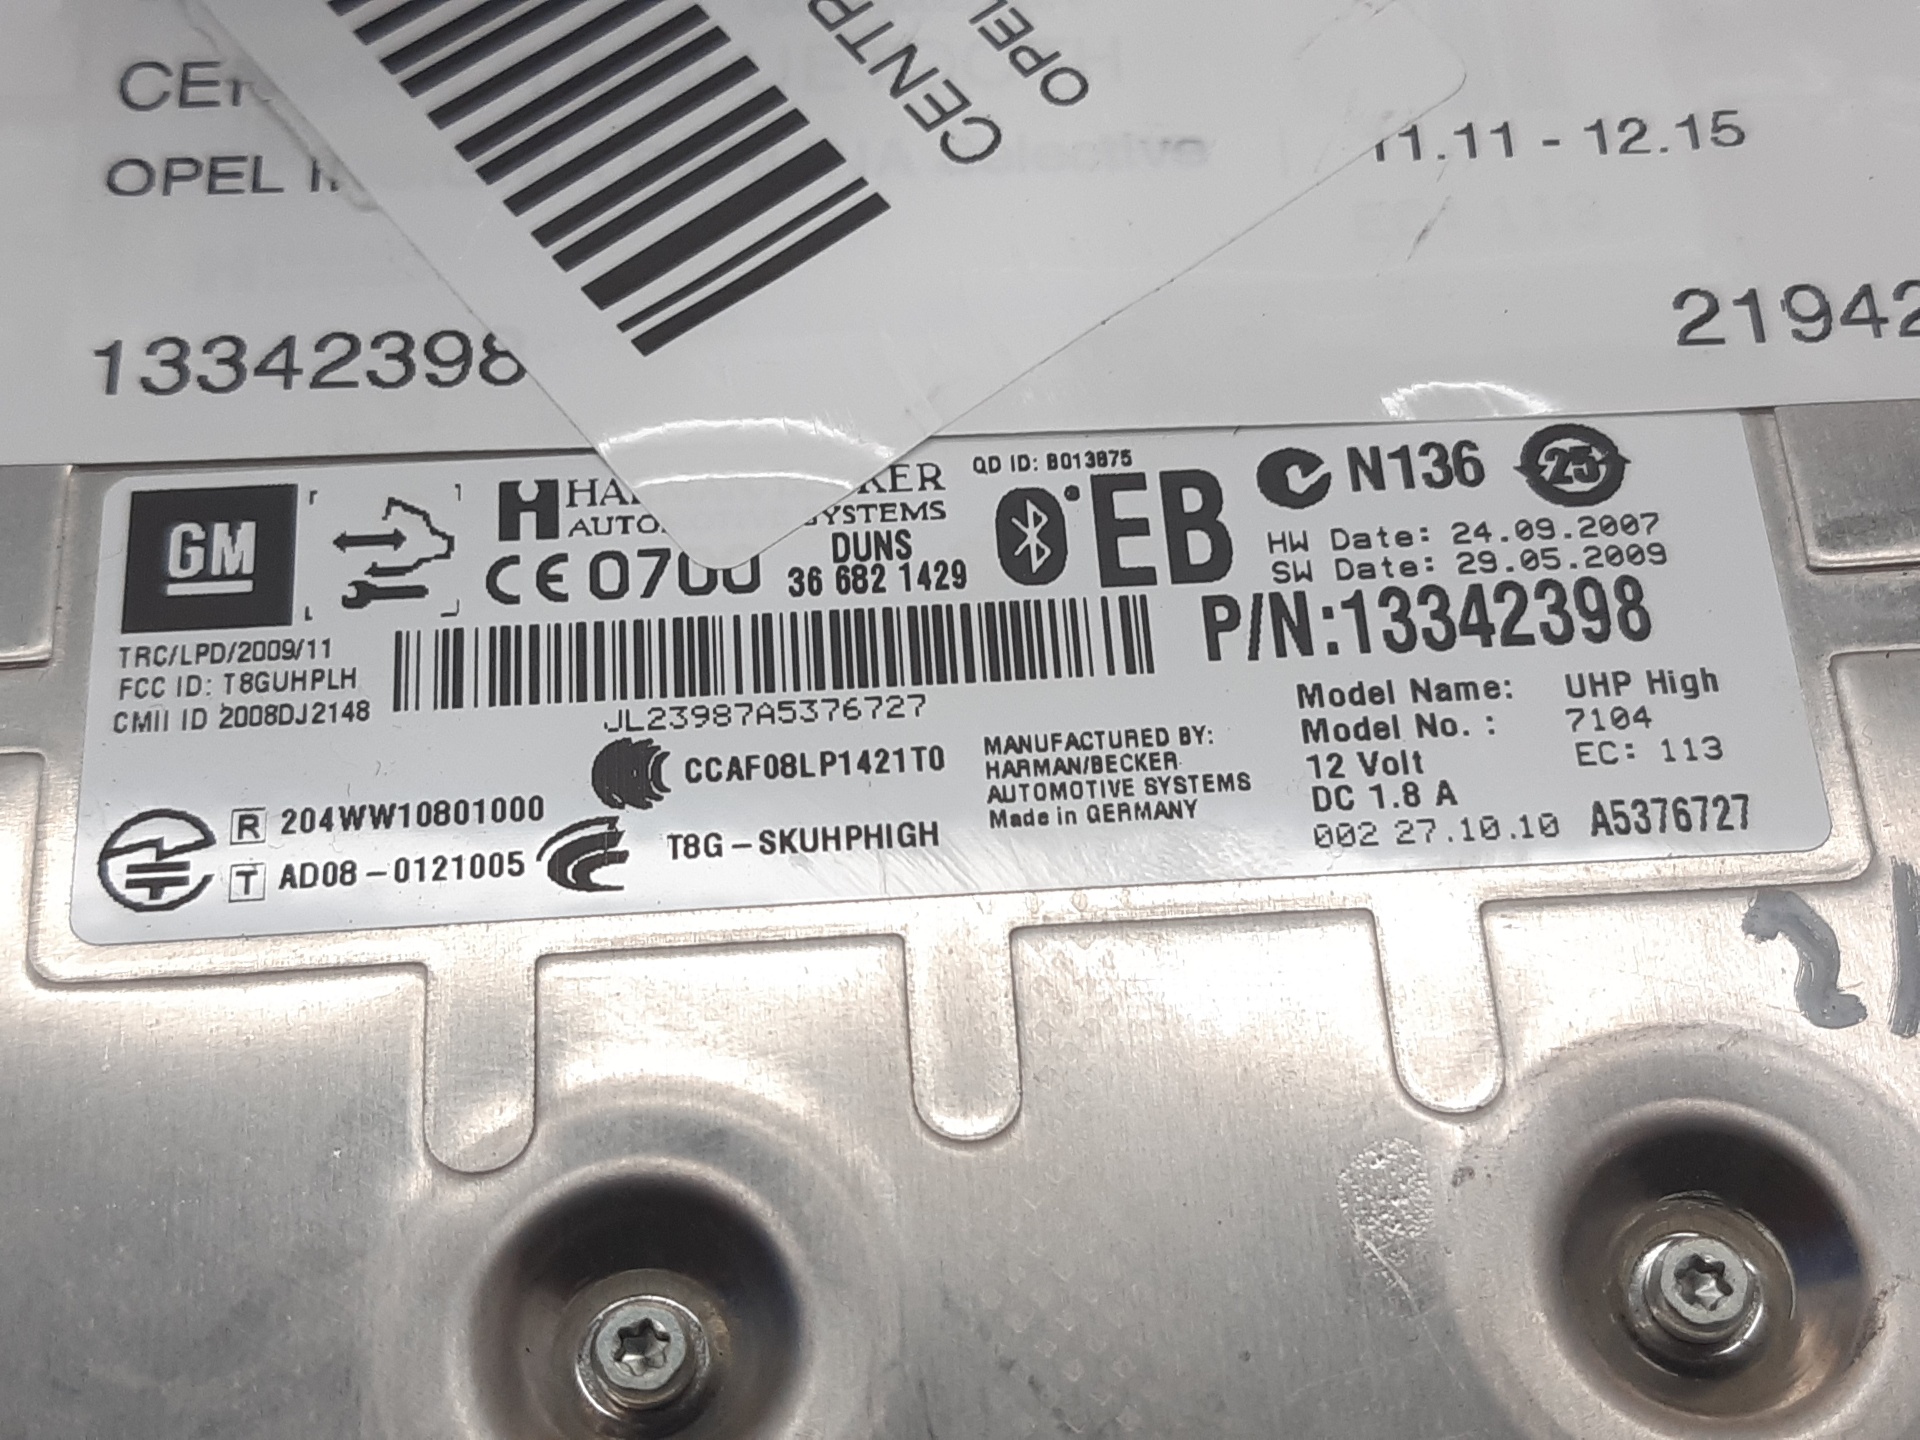 CENTR
OPEL
OPEL
11.11 - 12.15
13342398
21942
GM
SYSTEMS
CE 0700
DUNS
36 682 1429
QD ID: B013875
EB
N136
25
HW Date: 24.09.2007
SW Date: 29.05.2009
P/N:13342398
TRC/LPD/2009/11
FCC ID: T8GUHPLH
CMII ID 2008DJ2148
JL23987A5376727
CCAF08LP1421T0
R 204WW10801000
T AD08-0121005
T8G-SKUHPHIGH
MANUFACTURED BY:
HARMAN/BECKER
AUTOMOTIVE SYSTEMS
Made in GERMANY
Model Name: UHP High
Model No. : 7104
12 Volt EC: 113
DC 1.8 A
002 27.10.10 A5376727